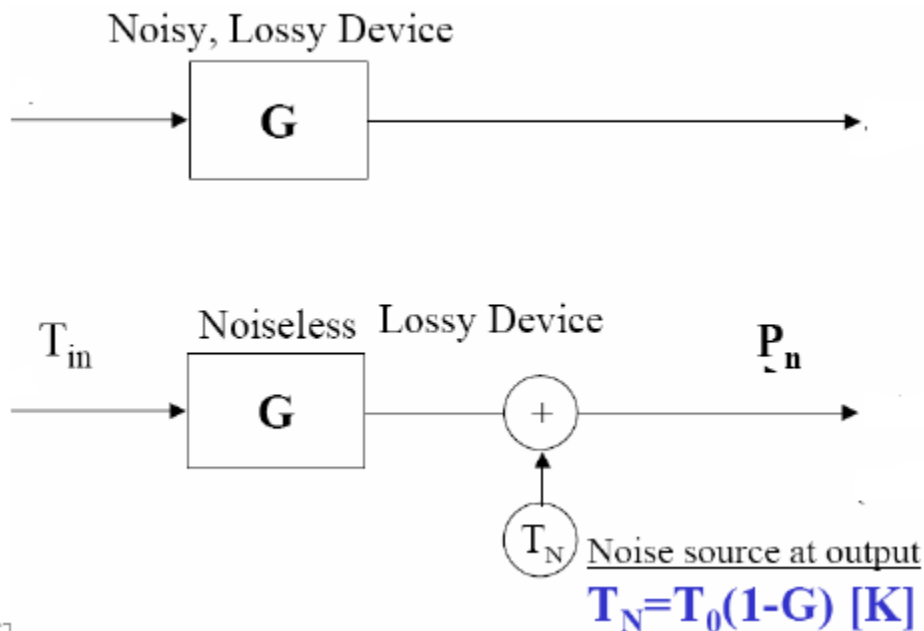 Noisy, Lossy Device
G
T_in
Noiseless Lossy Device
P_n
G
+
T_N
Noise source at output
T_N=T_0(1-G) [K]